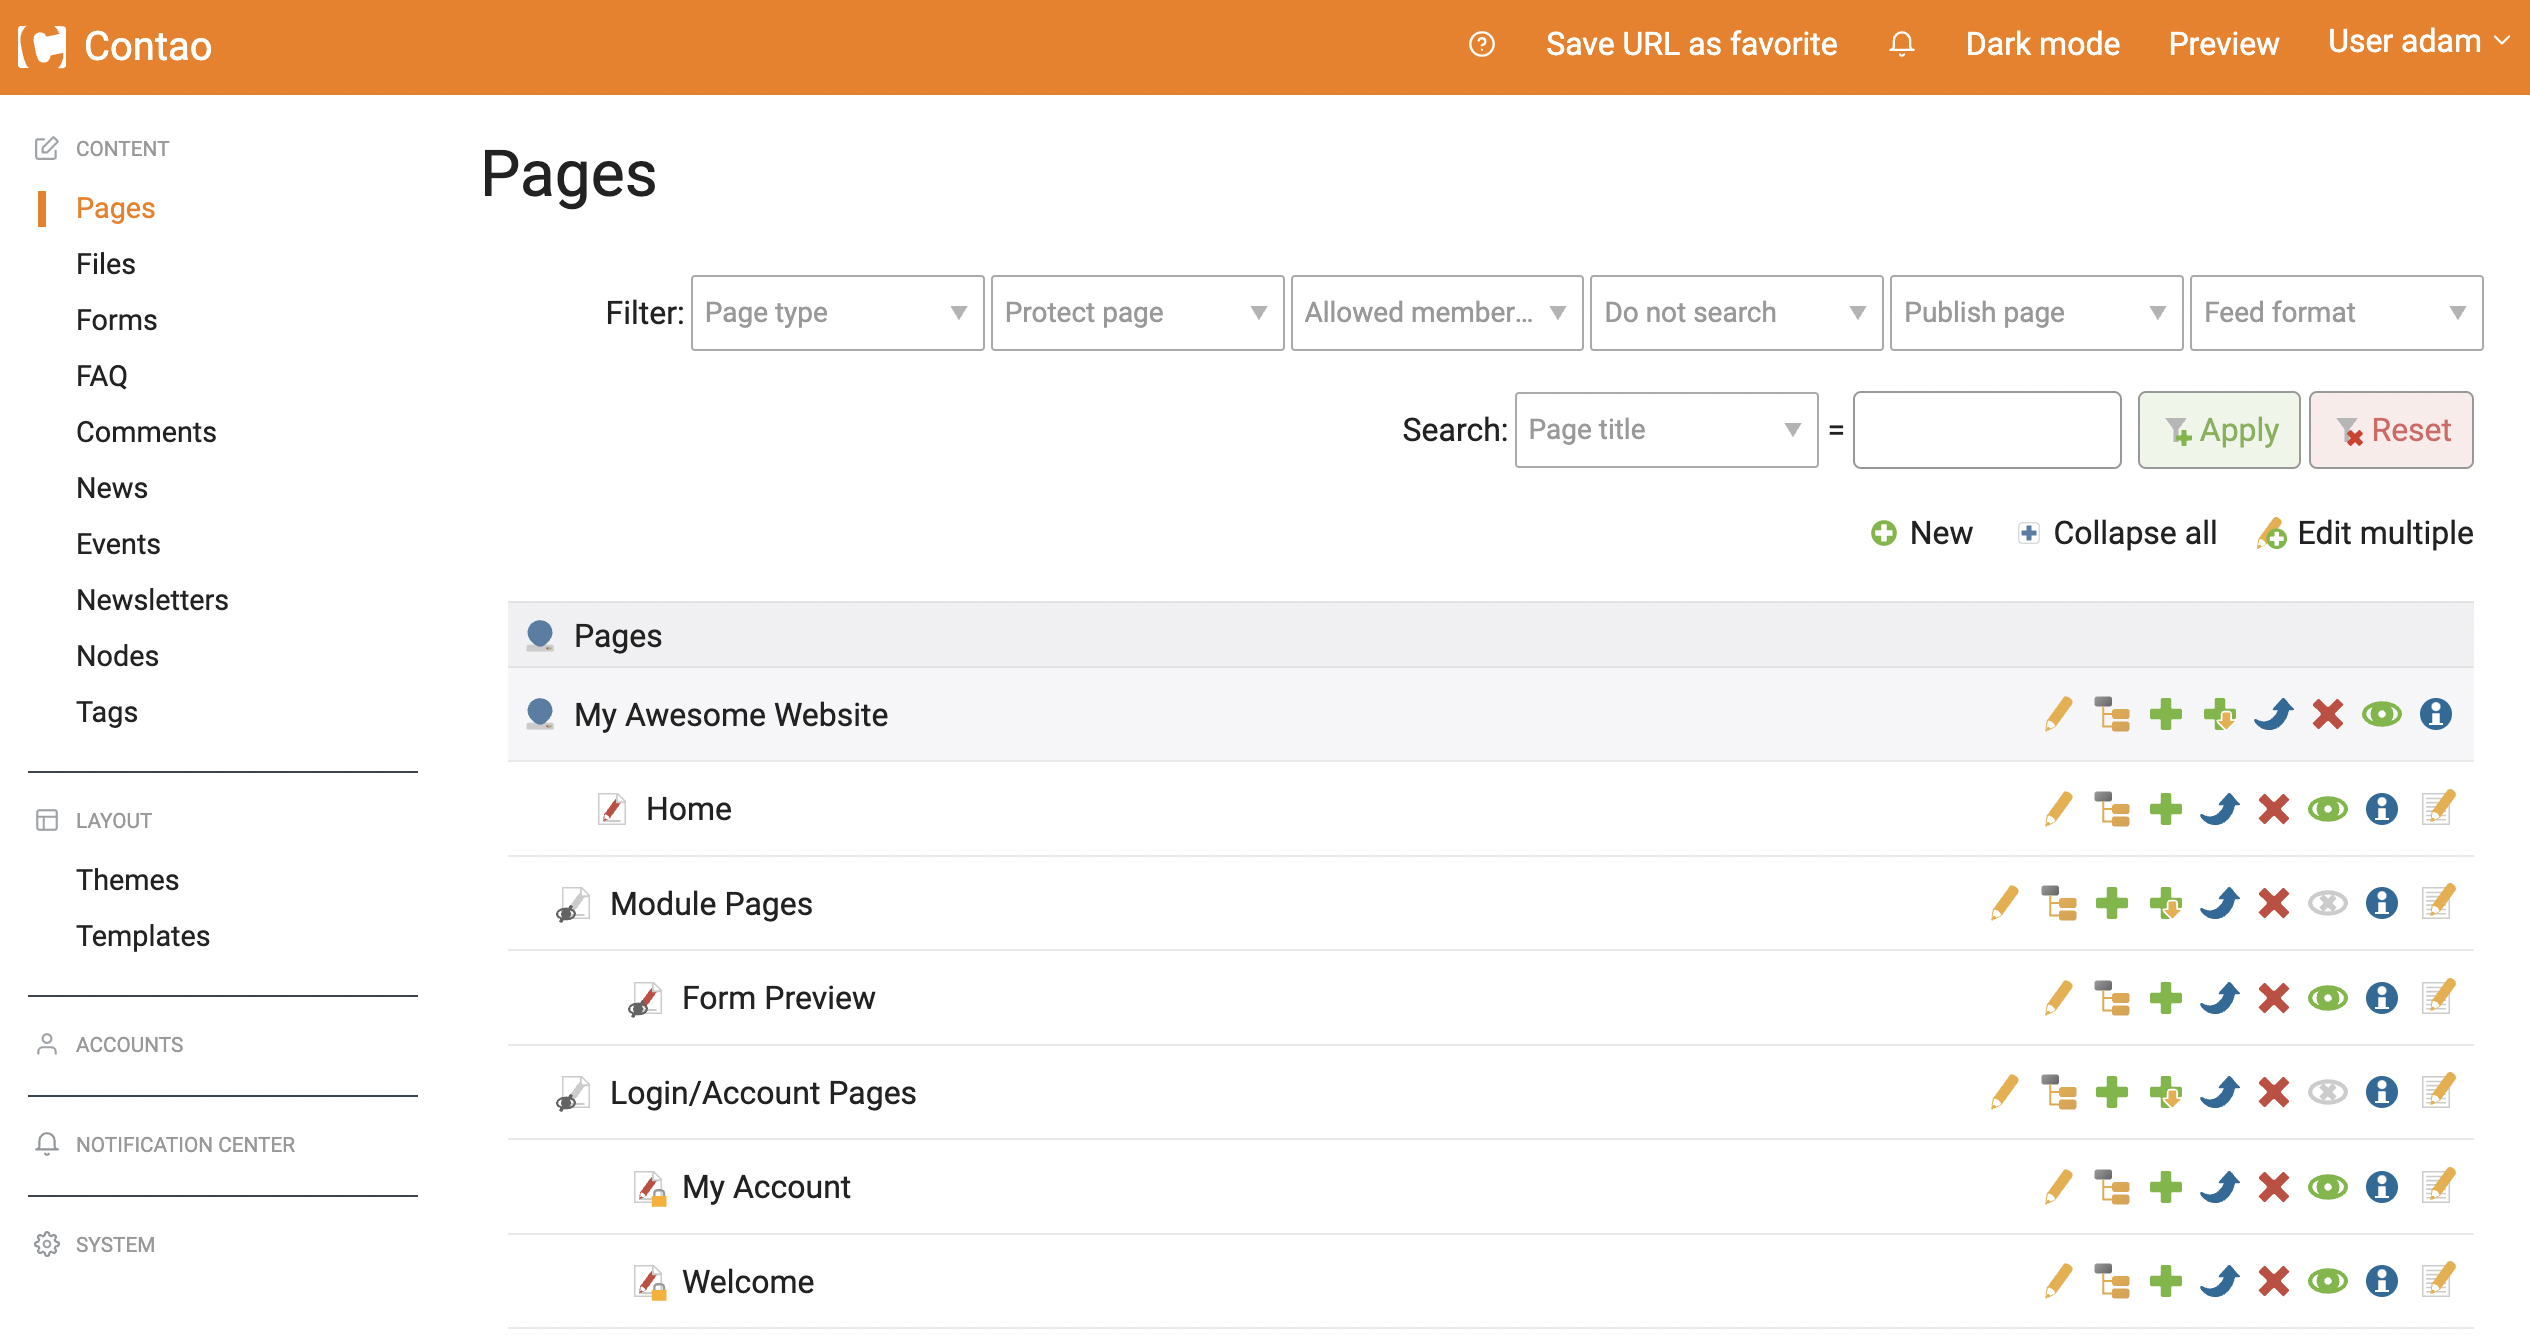 Contao
Save URL as favorite
Dark mode
Preview
User adam
CONTENT
Pages
Files
Forms
FAQ
Comments
News
Events
Newsletters
Nodes
Tags
LAYOUT
Themes
Templates
ACCOUNTS
NOTIFICATION CENTER
SYSTEM
Pages
Filter: Page type Protect page Allowed member... Do not search Publish page Feed format
Search: Page title = Apply Reset
New Collapse all Edit multiple
Pages
My Awesome Website
Home
Module Pages
Form Preview
Login/Account Pages
My Account
Welcome